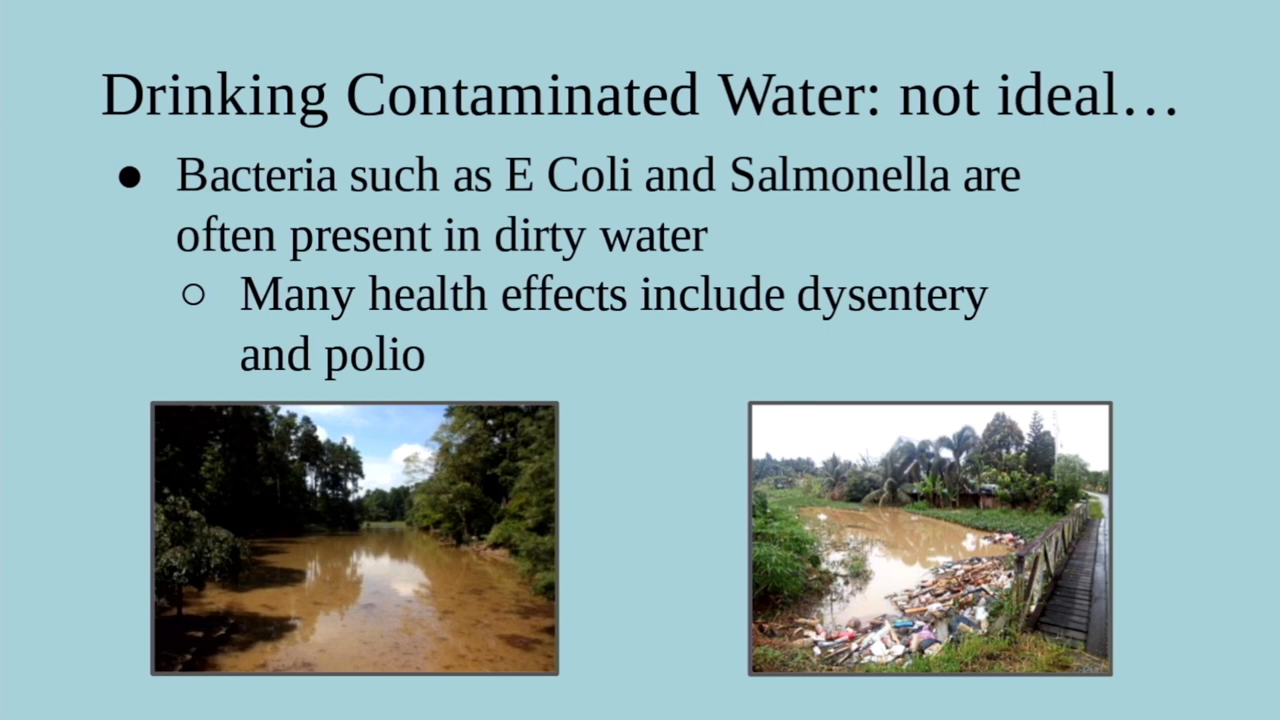 Drinking Contaminated Water: not ideal…
● Bacteria such as E Coli and Salmonella are
often present in dirty water
○ Many health effects include dysentery
and polio